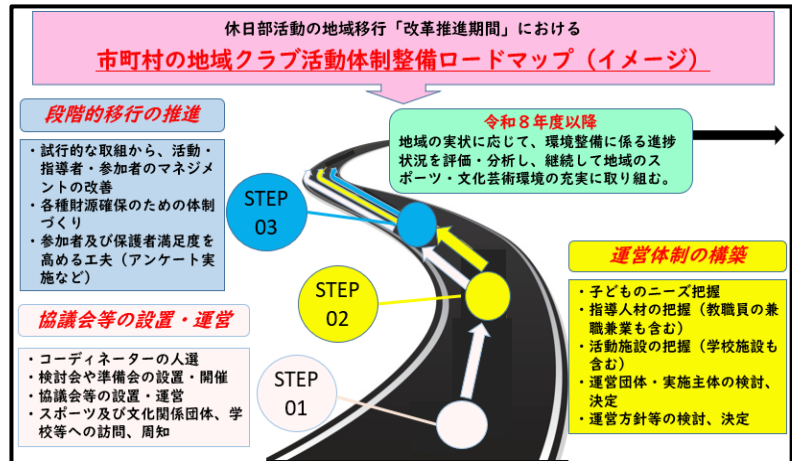 休日部活動の地域移行「改革推進期間」における
市町村の地域クラブ活動体制整備ロードマップ（イメージ）
段階的移行の推進
・試行的な取組から、活動・
指導者・参加者のマネジメ
ントの改善
・各種財源確保のための体制
づくり
・参加者及び保護者満足度を
高める工夫（アンケート実
施など）
令和８年度以降
地域の実状に応じて、環境整備に係る進捗
状況を評価・分析し、継続して地域のス
ポーツ・文化芸術環境の充実に取り組む。
STEP
03
STEP
02
STEP
01
運営体制の構築
・子どものニーズ把握
・指導人材の把握（教職員の兼
職兼業も含む）
・活動施設の把握（学校施設も
含む）
・運営団体・実施主体の検討、
決定
・運営方針等の検討、決定
協議会等の設置・運営
・コーディネーターの人選
・検討会や準備会の設置・開催
・協議会等の設置・運営
・スポーツ及び文化関係団体、学
校等への訪問、周知